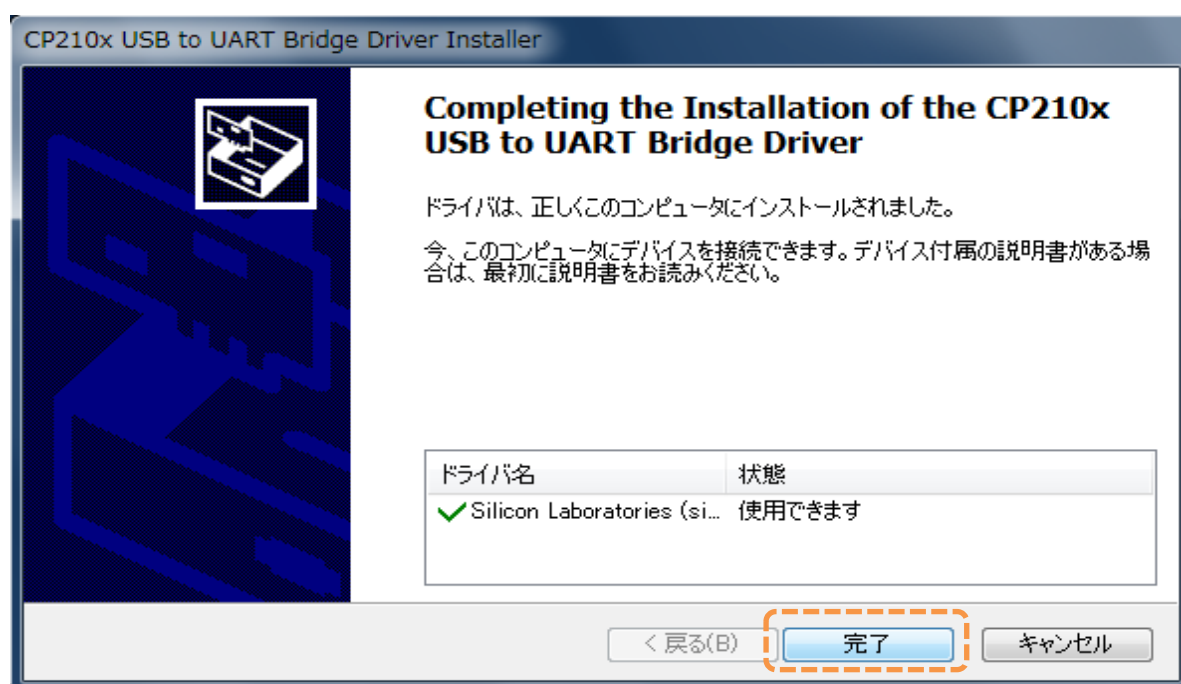 CP210x USB to UART Bridge Driver Installer
Completing the Installation of the CP210x
USB to UART Bridge Driver
ドライバは、正しくこのコンピュータにインストールされました。
今、このコンピュータにデバイスを接続できます。デバイス付属の説明書がある場
合は、最初に説明書をお読みください。
ドライバ名 状態
Silicon Laboratories (si... 使用できます
< 戻る(B) 完了 キャンセル